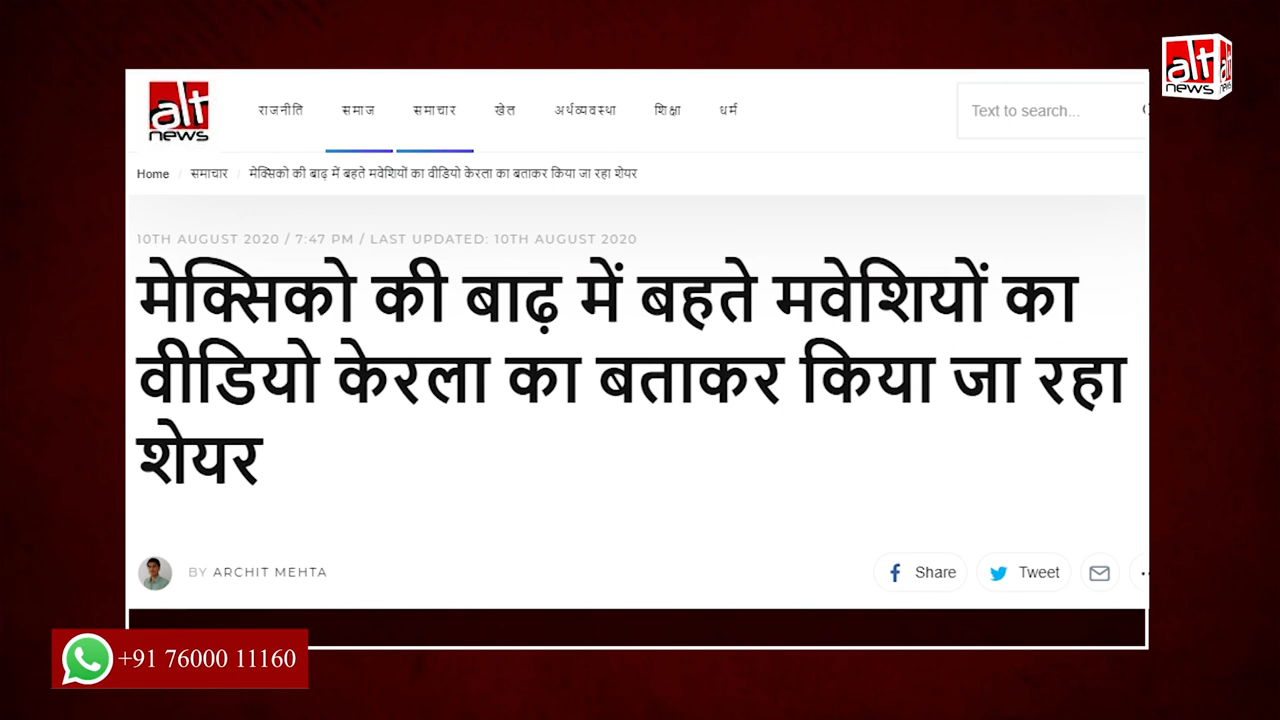 alt
news
राजनीति समाज समाचार खेल अर्थव्यवस्था शिक्षा धर्म
Text to search...
alt
news
Home / समाचार / मेक्सिको की बाढ़ में बहते मवेशियों का वीडियो केरला का बताकर किया जा रहा शेयर
10TH AUGUST 2020 / 7:47 PM / LAST UPDATED: 10TH AUGUST 2020
मेक्सिको की बाढ़ में बहते मवेशियों का
वीडियो केरला का बताकर किया जा रहा
शेयर
BY ARCHIT MEHTA
Share Tweet
+91 76000 11160